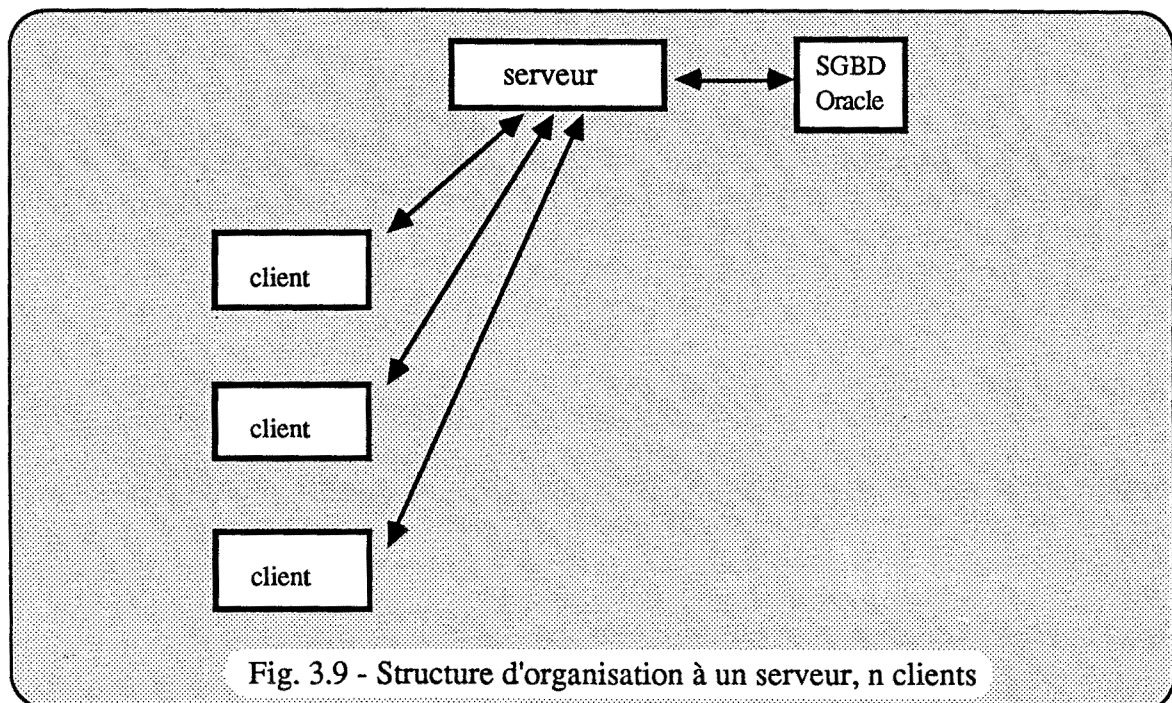 serveur
SGBD
Oracle
client
client
client
Fig. 3.9 - Structure d'organisation à un serveur, n clients